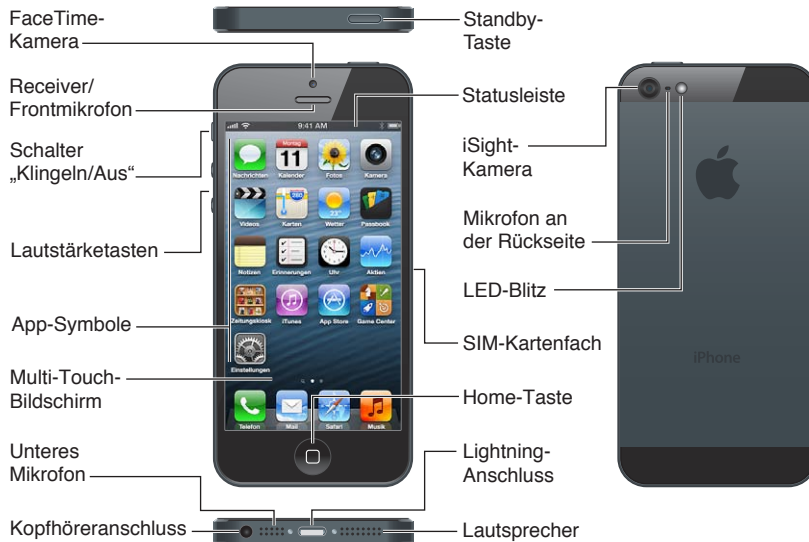 FaceTime-
Kamera
Receiver/
Frontmikrofon
Schalter
„Klingeln/Aus“
Lautstärketasten
App-Symbole
Multi-Touch-
Bildschirm
Unteres
Mikrofon
Kopfhöreranschluss
9:41 AM
Montag
11
Nachrichten Kalender Fotos Kamera
280
23°
Videos Karten Wetter Passbook
Notizen Erinnerungen Uhr Aktien
Zeitungskiosk iTunes App Store Game Center
Einstellungen
Telefon Mail Safari Musik
Standby-
Taste
Statusleiste
iSight-
Kamera
Mikrofon an
der Rückseite
LED-Blitz
SIM-Kartenfach
Home-Taste
Lightning-
Anschluss
Lautsprecher
iPhone